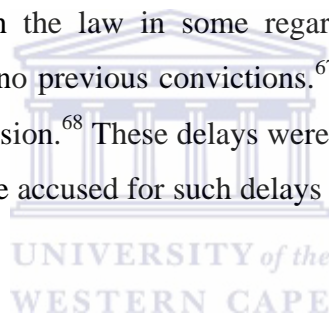 the law in some regar
no previous convictions.⁶⁷
sion.⁶⁸ These delays were
accused for such delays
UNIVERSITY of the
WESTERN CAPE